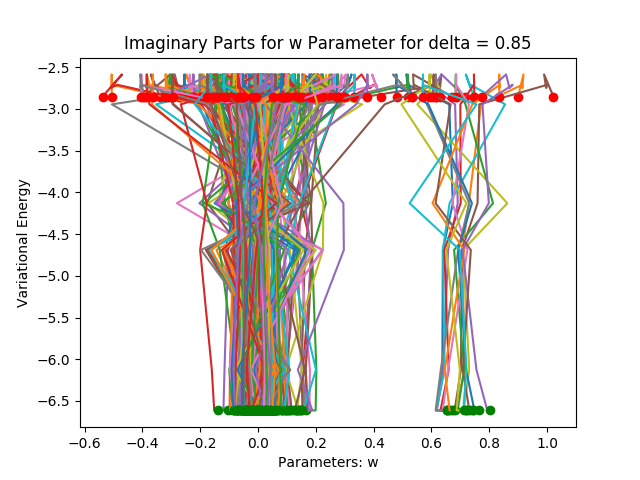 Imaginary Parts for w Parameter for delta = 0.85
Variational Energy
−2.5
−3.0
−3.5
−4.0
−4.5
−5.0
−5.5
−6.0
−6.5
−0.6 −0.4 −0.2 0.0 0.2 0.4 0.6 0.8 1.0
Parameters: w